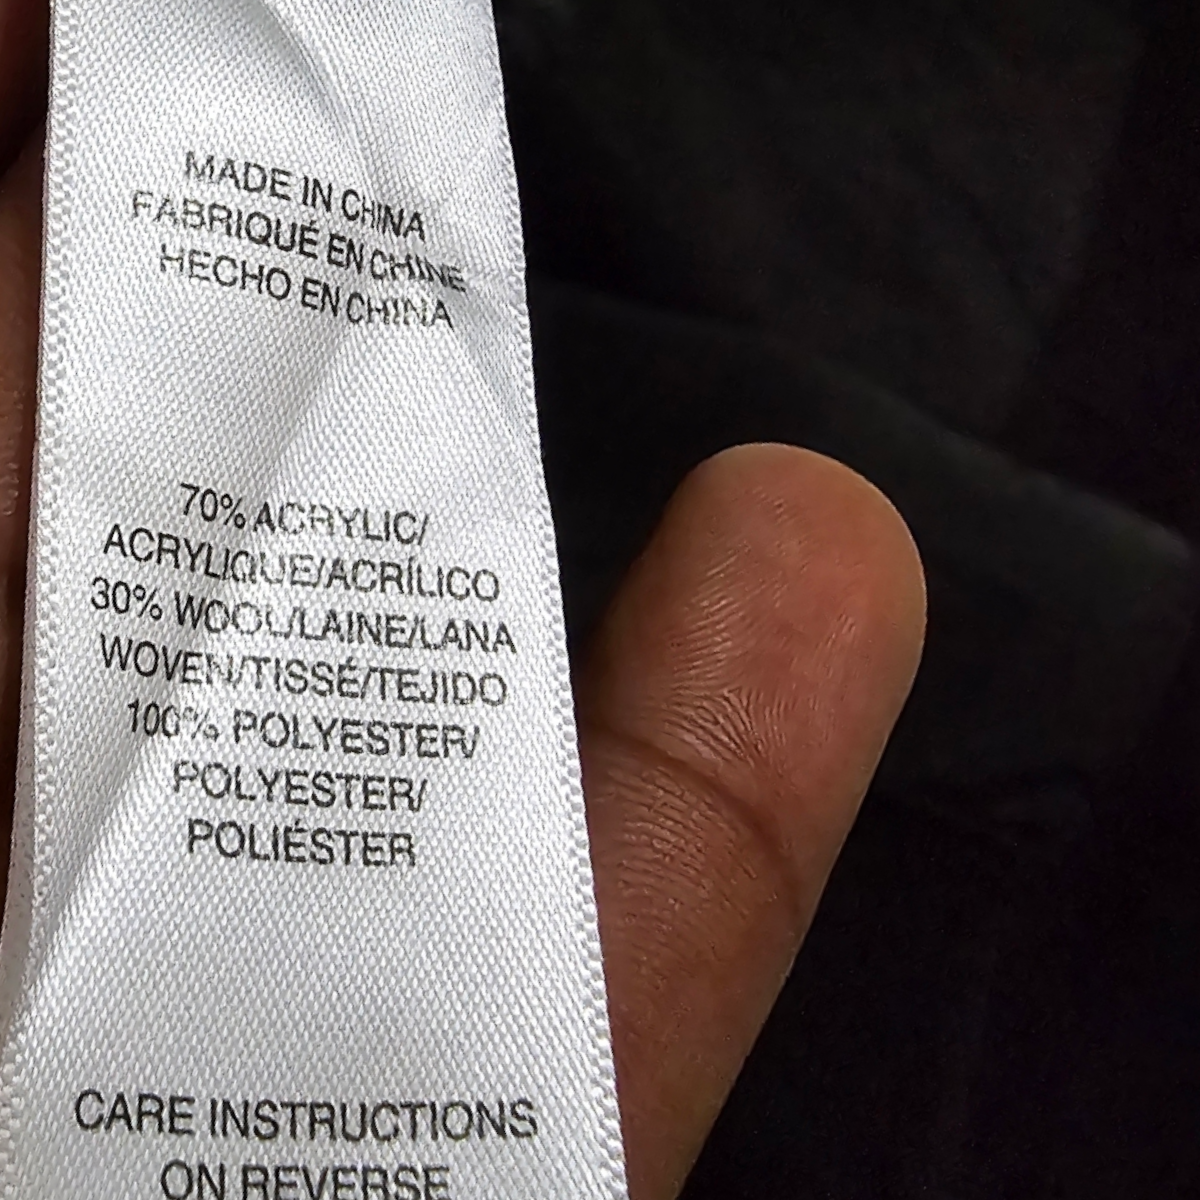 MADE IN CHINA
FABRIQUÉ EN CHINE
HECHO EN CHINA
70% ACRYLIC/
ACRYLIQUE/ACRÍLICO
30% WOOL/LAINE/LANA
WOVEN/TISSÉ/TEJIDO
100% POLYESTER/
POLYESTER/
POLIÉSTER
CARE INSTRUCTIONS
ON REVERSE